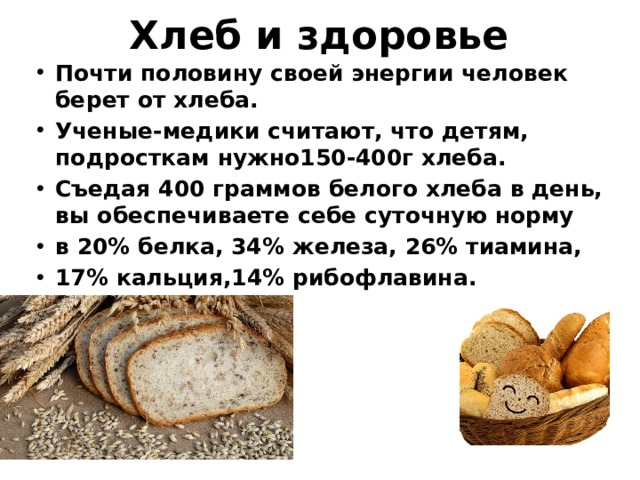 Хлеб и здоровье
• Почти половину своей энергии человек
берет от хлеба.
• Ученые-медики считают, что детям,
подросткам нужно150-400г хлеба.
• Съедая 400 граммов белого хлеба в день,
вы обеспечиваете себе суточную норму
• в 20% белка, 34% железа, 26% тиамина,
• 17% кальция,14% рибофлавина.